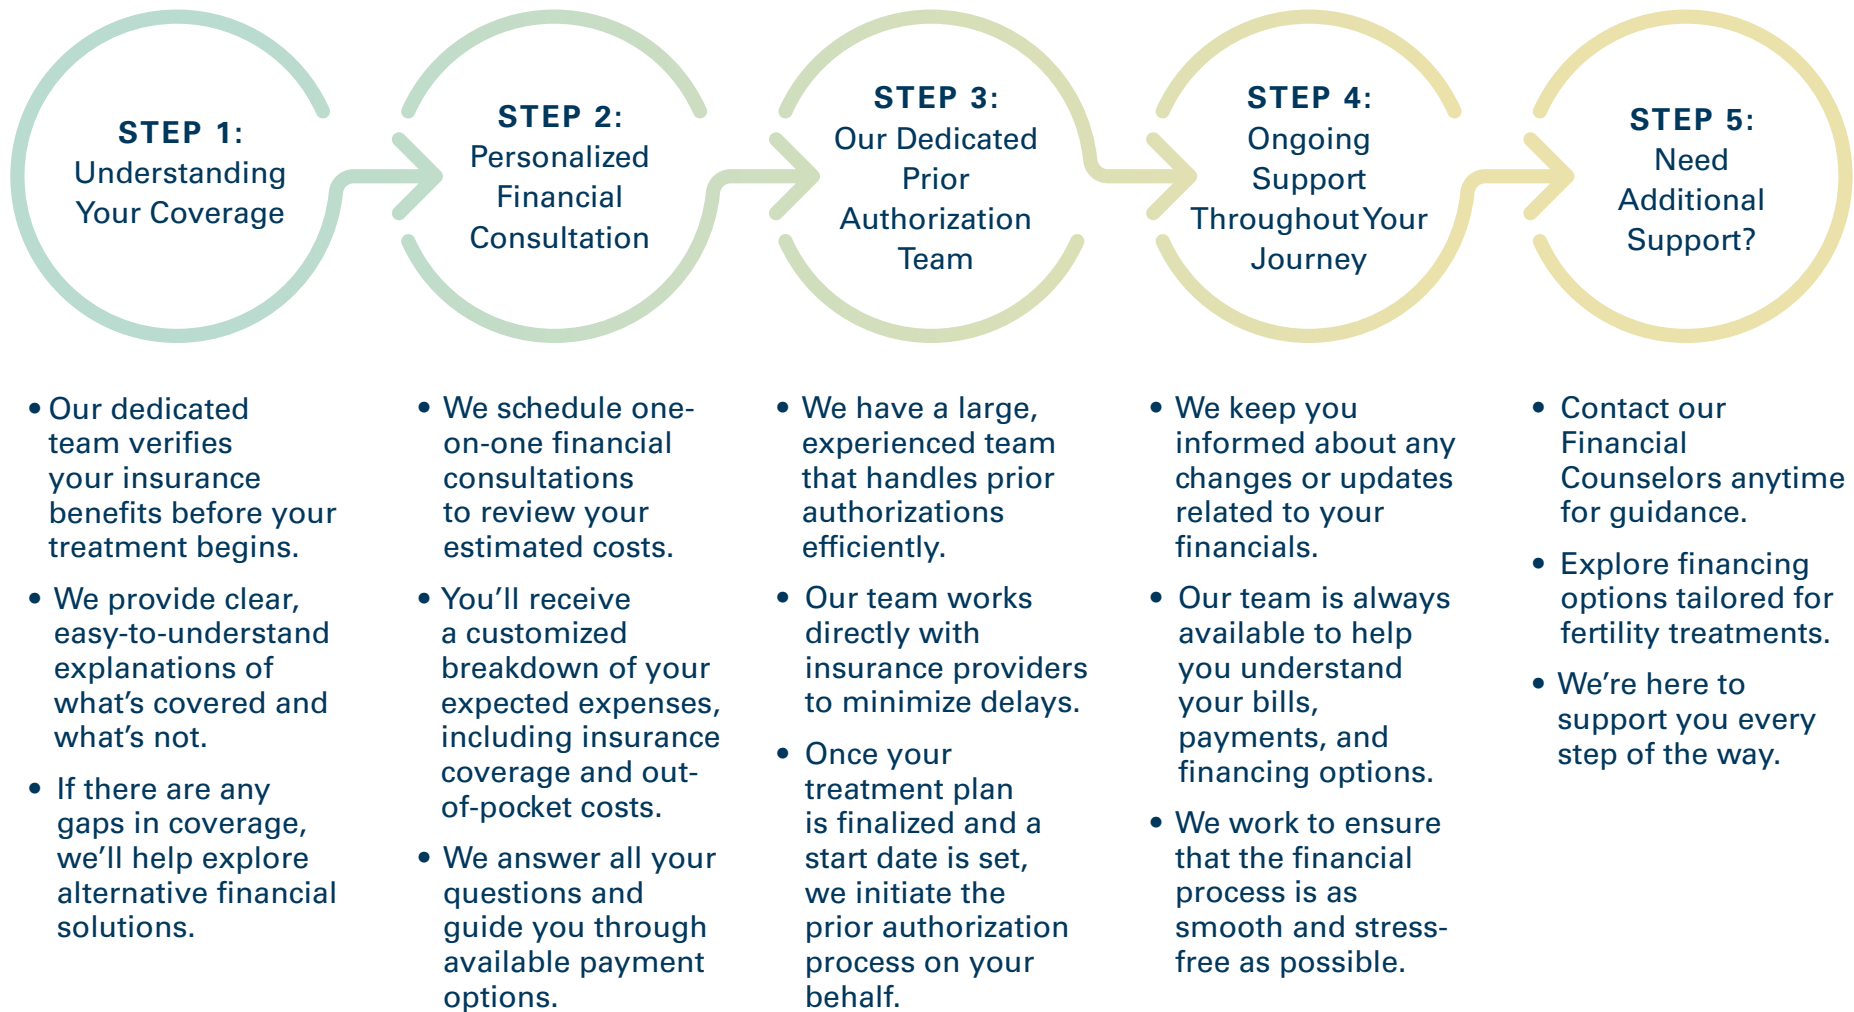 STEP 1:
Understanding
Your Coverage
STEP 2:
Personalized
Financial
Consultation
STEP 3:
Our Dedicated
Prior
Authorization
Team
STEP 4:
Ongoing
Support
Throughout Your
Journey
STEP 5:
Need
Additional
Support?
• Our dedicated
team verifies
your insurance
benefits before your
treatment begins.
• We provide clear,
easy-to-understand
explanations of
what’s covered and
what’s not.
• If there are any
gaps in coverage,
we’ll help explore
alternative financial
solutions.
• We schedule one-
on-one financial
consultations
to review your
estimated costs.
• You’ll receive
a customized
breakdown of your
expected expenses,
including insurance
coverage and out-
of-pocket costs.
• We answer all your
questions and
guide you through
available payment
options.
• We have a large,
experienced team
that handles prior
authorizations
efficiently.
• Our team works
directly with
insurance providers
to minimize delays.
• Once your
treatment plan
is finalized and a
start date is set,
we initiate the
prior authorization
process on your
behalf.
• We keep you
informed about any
changes or updates
related to your
financials.
• Our team is always
available to help
you understand
your bills,
payments, and
financing options.
• We work to ensure
that the financial
process is as
smooth and stress-
free as possible.
• Contact our
Financial
Counselors anytime
for guidance.
• Explore financing
options tailored for
fertility treatments.
• We’re here to
support you every
step of the way.